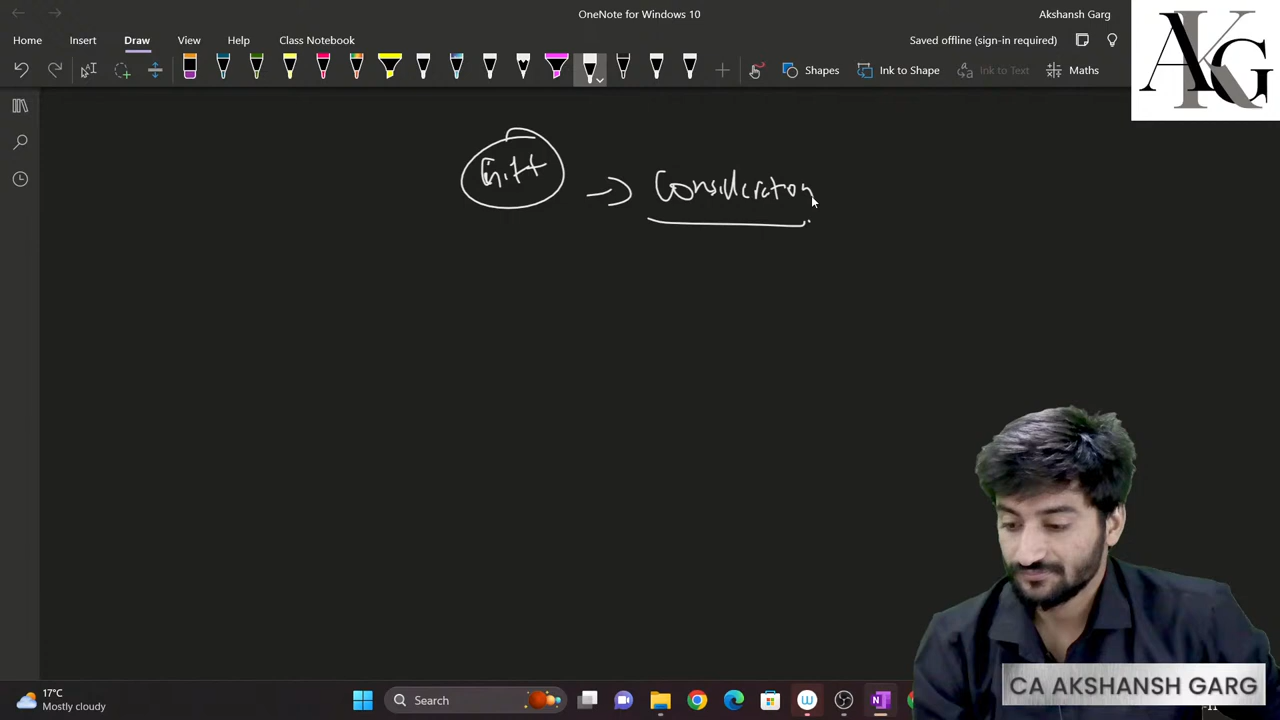 OneNote for Windows 10
Akshansh Garg
Home Insert Draw View Help Class Notebook
Saved offline (sign-in required)
Shapes Ink to Shape Ink to Text Maths
AKG
Gift → Consideration
CA AKSHANSH GARG
17°C
Mostly cloudy
Search